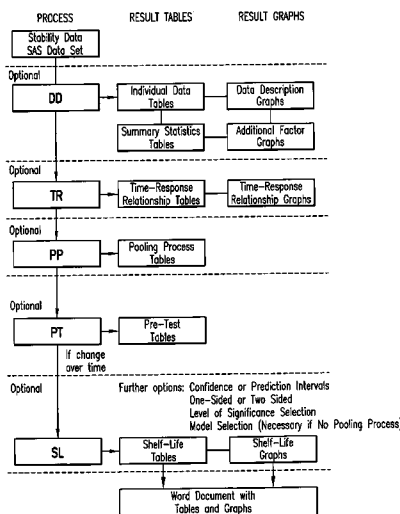 PROCESS RESULT TABLES RESULT GRAPHS
Stability Data
SAS Data Set
Optional
DD
Individual Data
Tables
Data Description
Graphs
Summary Statistics
Tables
Additional Factor
Graphs
Optional
TR
Time-Response
Relationship Tables
Time-Response
Relationship Graphs
Optional
PP
Pooling Process
Tables
Optional
PT
Pre-Test
Tables
If change
over time
Optional
Further options: Confidence or Prediction Intervals
One-Sided or Two Sided
Level of Significance Selection
Model Selection (Necessary if No Pooling Process)
SL
Shelf-Life
Tables
Shelf-Life
Graphs
Word Document with
Tables and Graphs